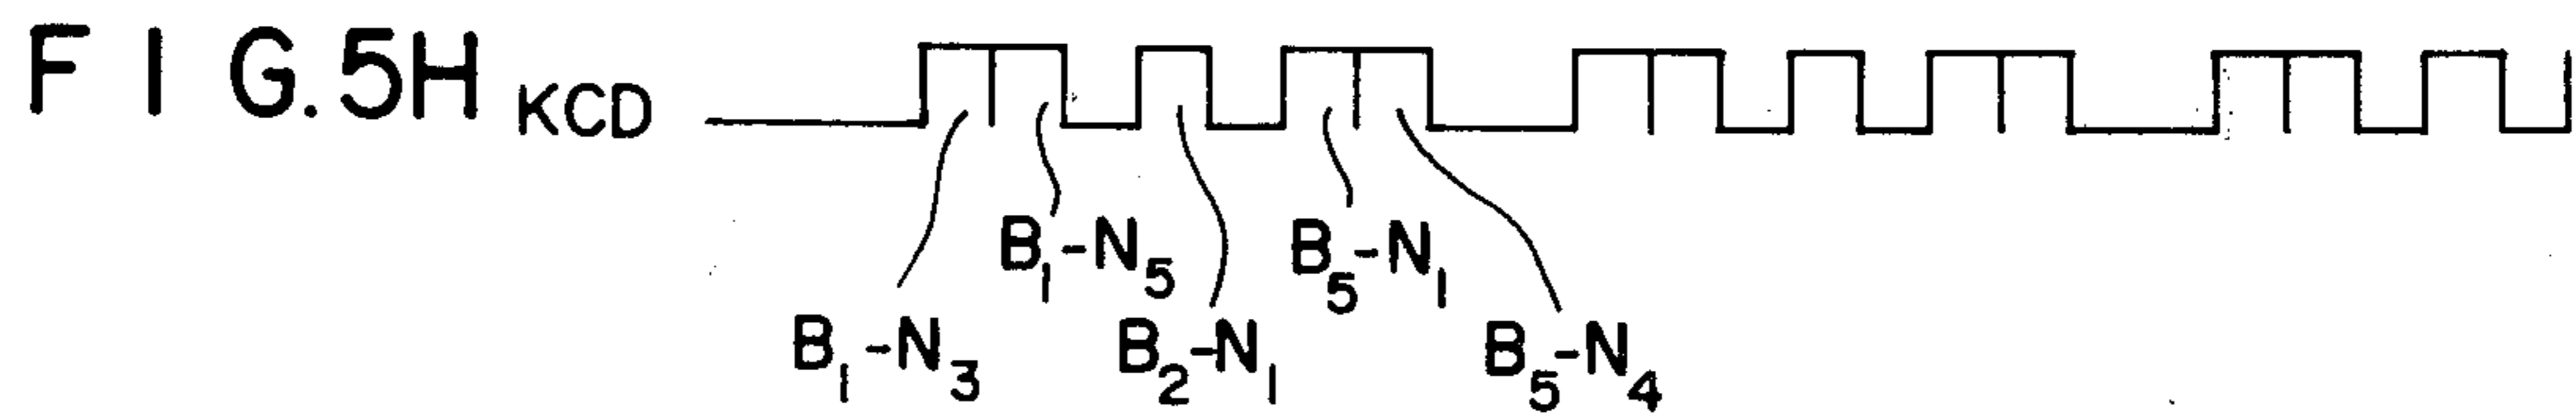 FIG.5H KCD
B₁-N₅ B₅-N₁
B₁-N₃ B₂-N₁ B₅-N₄